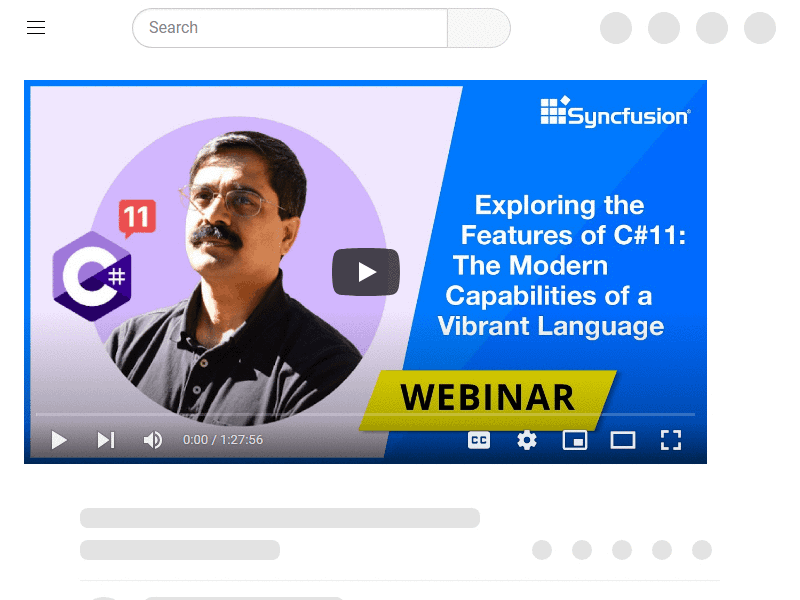 Search
Syncfusion®
Exploring the
Features of C#11:
The Modern
Capabilities of a
Vibrant Language
11
C#
WEBINAR
0:00 / 1:27:56
CC